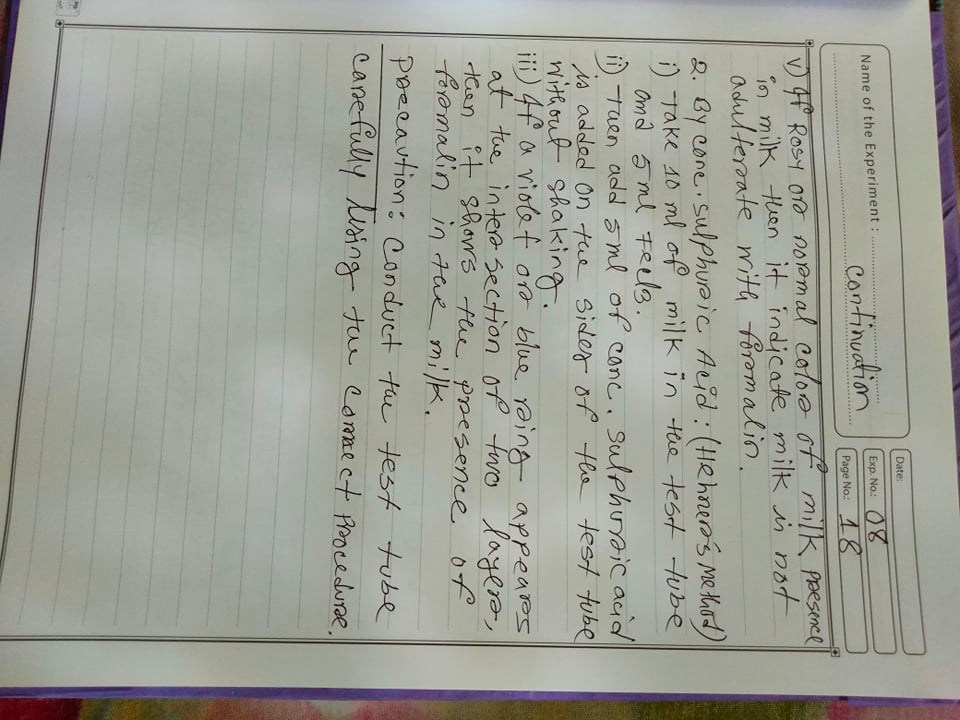 Date:
Name of the Experiment :
Exp. No.: 08
continuation
Page No.: 18
v) If Rosy or normal color of milk presence
in milk then it indicate milk is not
adulterate with formalin.
2. By conc. sulphuric Acid : (Hehner's Method)
i) Take 10 ml of milk in the test tube
and 5 ml Fecl3.
ii) Then add 5 ml of conc. sulphuric acid
is added on the sides of the test tube
without shaking.
iii) If a violet or blue ring appears
at the inter section of two layers,
then it shows the presence of
formalin in the milk.
Precaution: Conduct the test tube
carefully Using the correct Procedure.